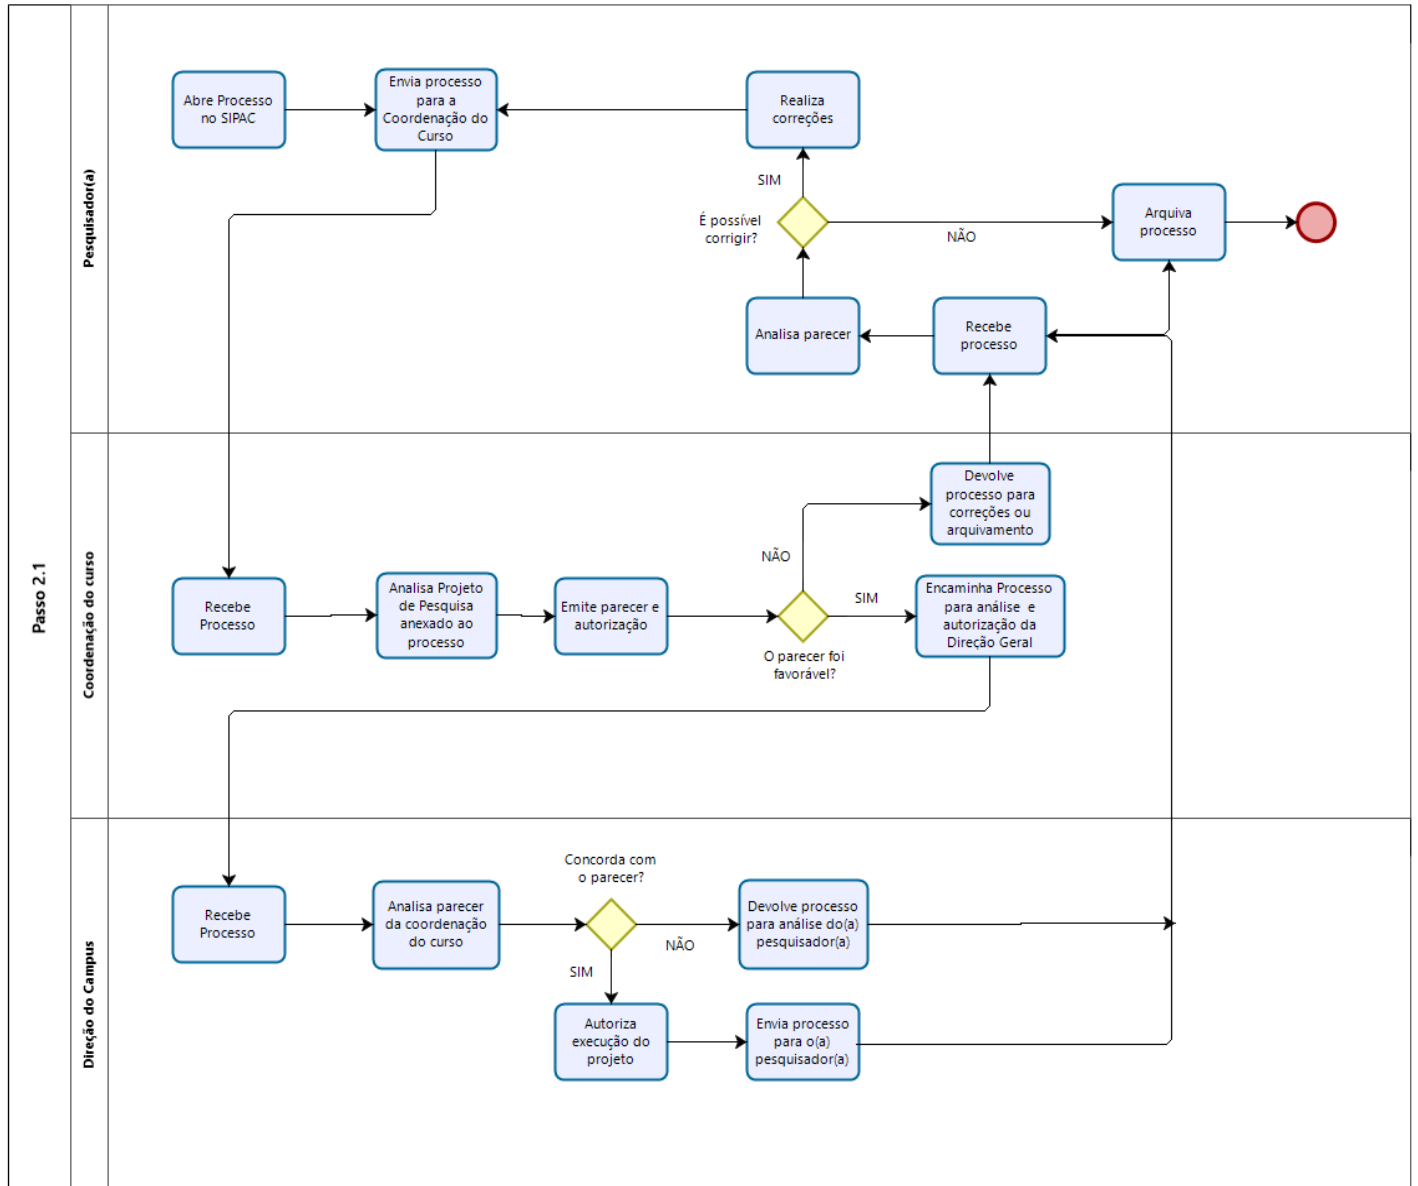 Passo 2.1
Pesquisador(a)
Abre Processo
no SIPAC
Envia processo
para a
Coordenação do
Curso
Realiza
correções
SIM
É possível
corrigir?
NÃO
Arquiva
processo
Analisa parecer
Recebe
processo
Coordenação do curso
Devolve
processo para
correções ou
arquivamento
NÃO
Recebe
Processo
Analisa Projeto
de Pesquisa
anexado ao
processo
Emite parecer e
autorização
SIM
O parecer foi
favorável?
Encaminha Processo
para análise e
autorização da
Direção Geral
Direção do Campus
Recebe
Processo
Analisa parecer
da coordenação
do curso
Concorda com
o parecer?
NÃO
SIM
Devolve processo
para análise do(a)
pesquisador(a)
Autoriza
execução do
projeto
Envia processo
para o(a)
pesquisador(a)